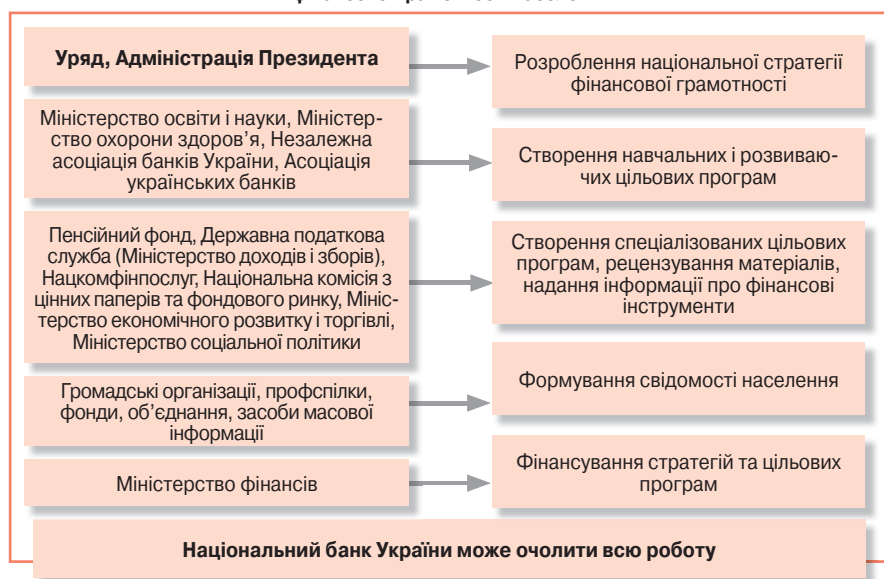 Уряд, Адміністрація Президента
Розроблення національної стратегії
фінансової грамотності
Міністерство освіти і науки, Міністер-
ство охорони здоров’я, Незалежна
асоціація банків України, Асоціація
українських банків
Створення навчальних і розвиваю-
чих цільових програм
Пенсійний фонд, Державна податкова
служба (Міністерство доходів і зборів),
Нацкомфінпослуг, Національна комісія з
цінних паперів та фондового ринку, Мініс-
терство економічного розвитку і торгівлі,
Міністерство соціальної політики
Створення спеціалізованих цільових
програм, рецензування матеріалів,
надання інформації про фінансові
інструменти
Громадські організації, профспілки,
фонди, об’єднання, засоби масової
інформації
Формування свідомості населення
Міністерство фінансів
Фінансування стратегій та цільових
програм
Національний банк України може очолити всю роботу